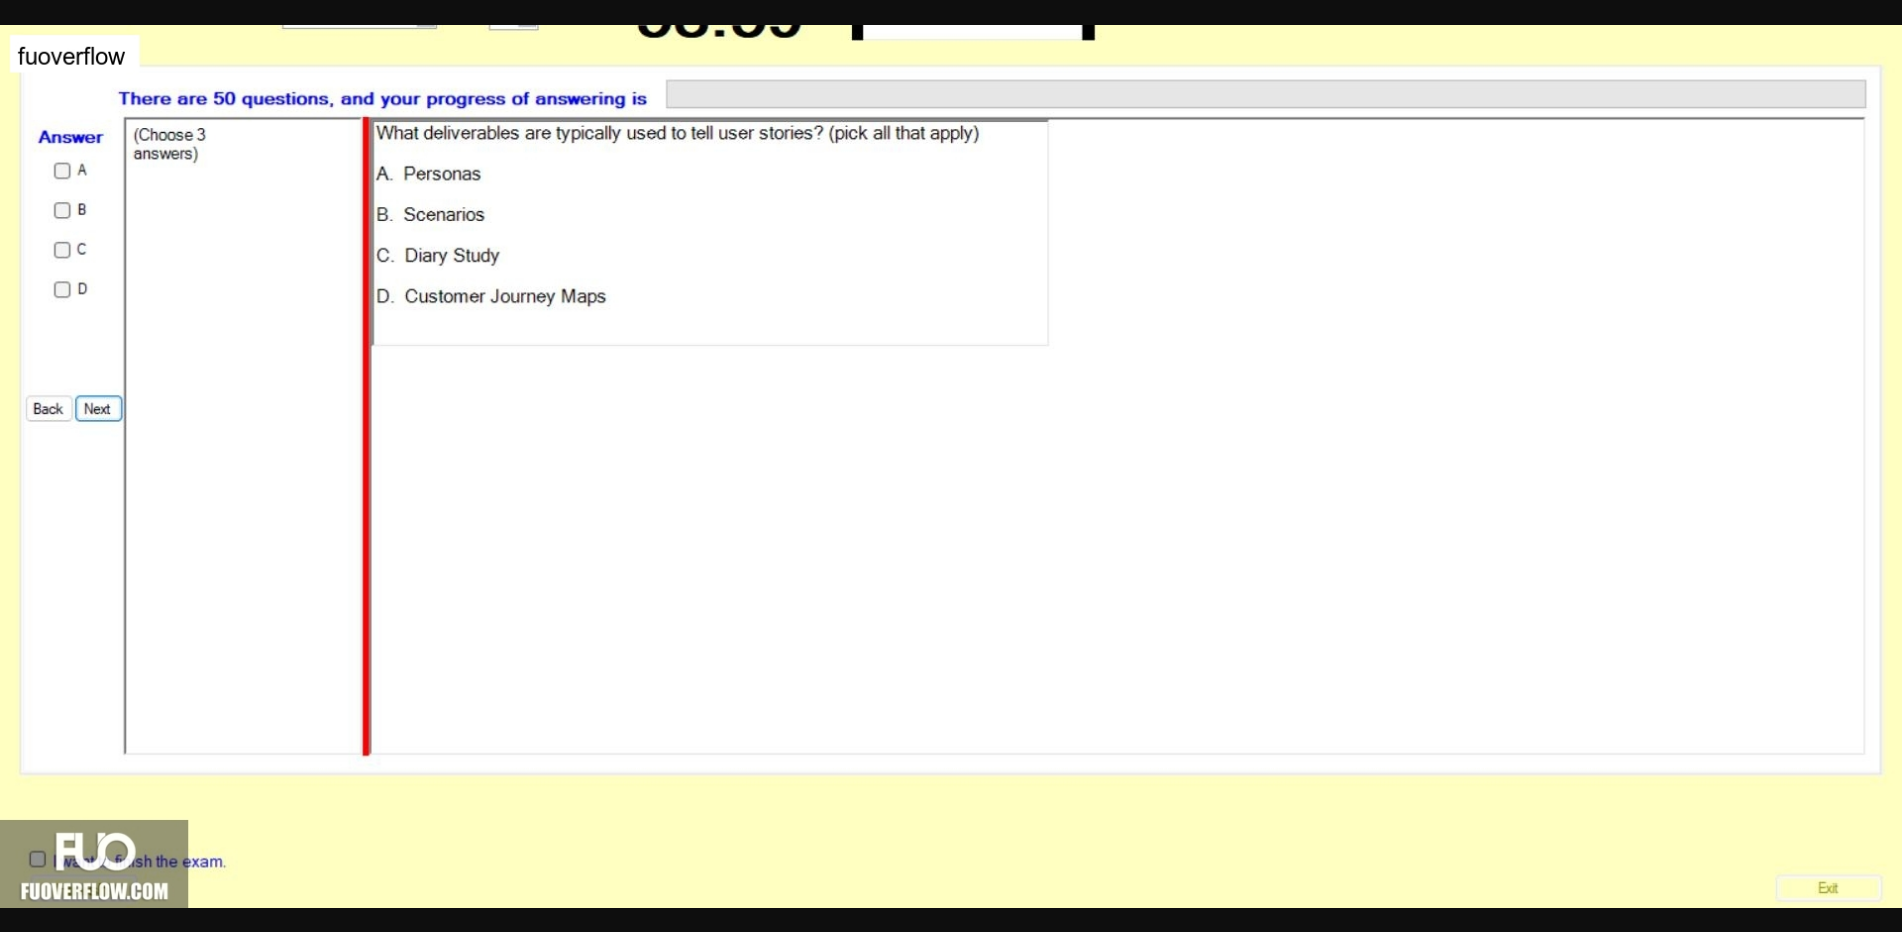 fuoverflow
There are 50 questions, and your progress of answering is
Answer
(Choose 3
answers)
A
B
C
D
What deliverables are typically used to tell user stories? (pick all that apply)
A. Personas
B. Scenarios
C. Diary Study
D. Customer Journey Maps
Back Next
FUO
I want finish the exam.
FUOVERFLOW.COM
Exit